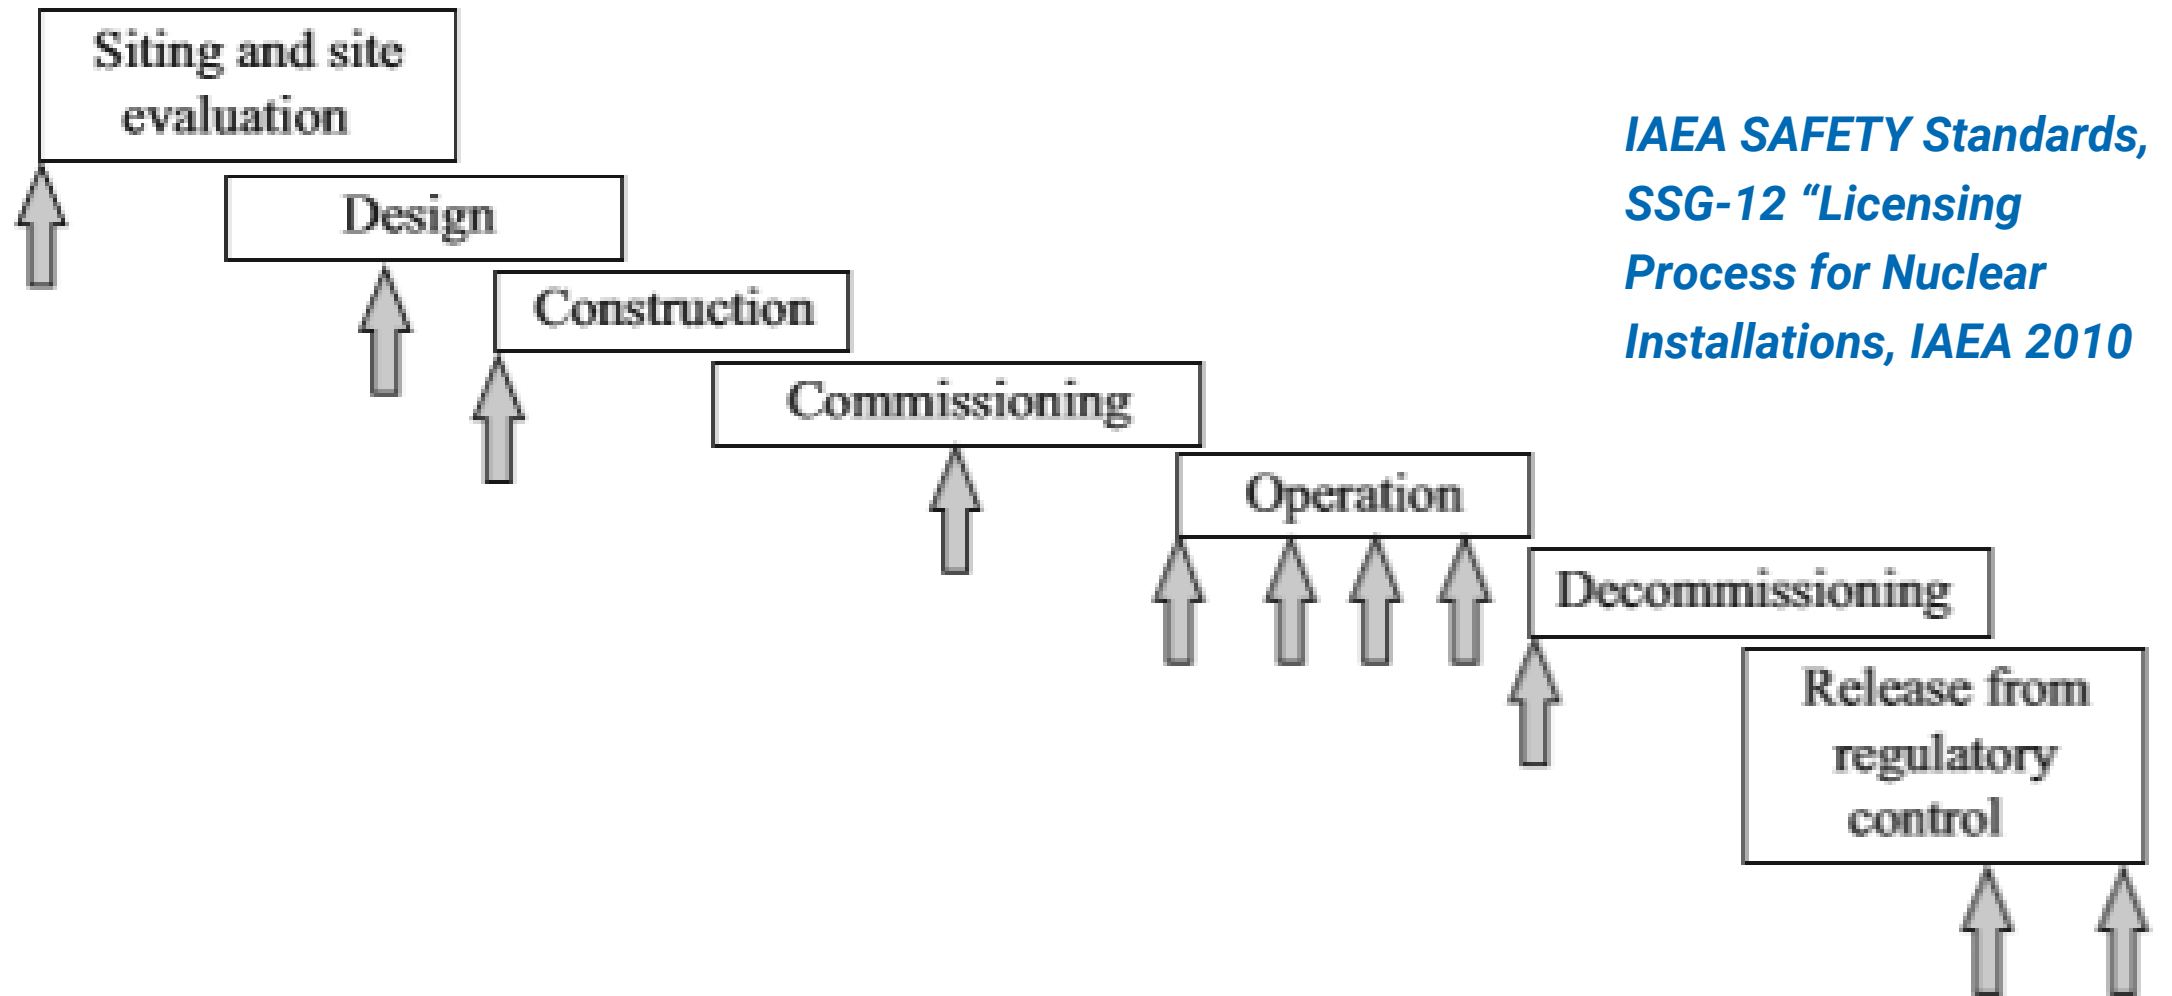 Siting and site
evaluation
Design
Construction
Commissioning
Operation
Decommissioning
Release from
regulatory
control
IAEA SAFETY Standards,
SSG-12 “Licensing
Process for Nuclear
Installations, IAEA 2010